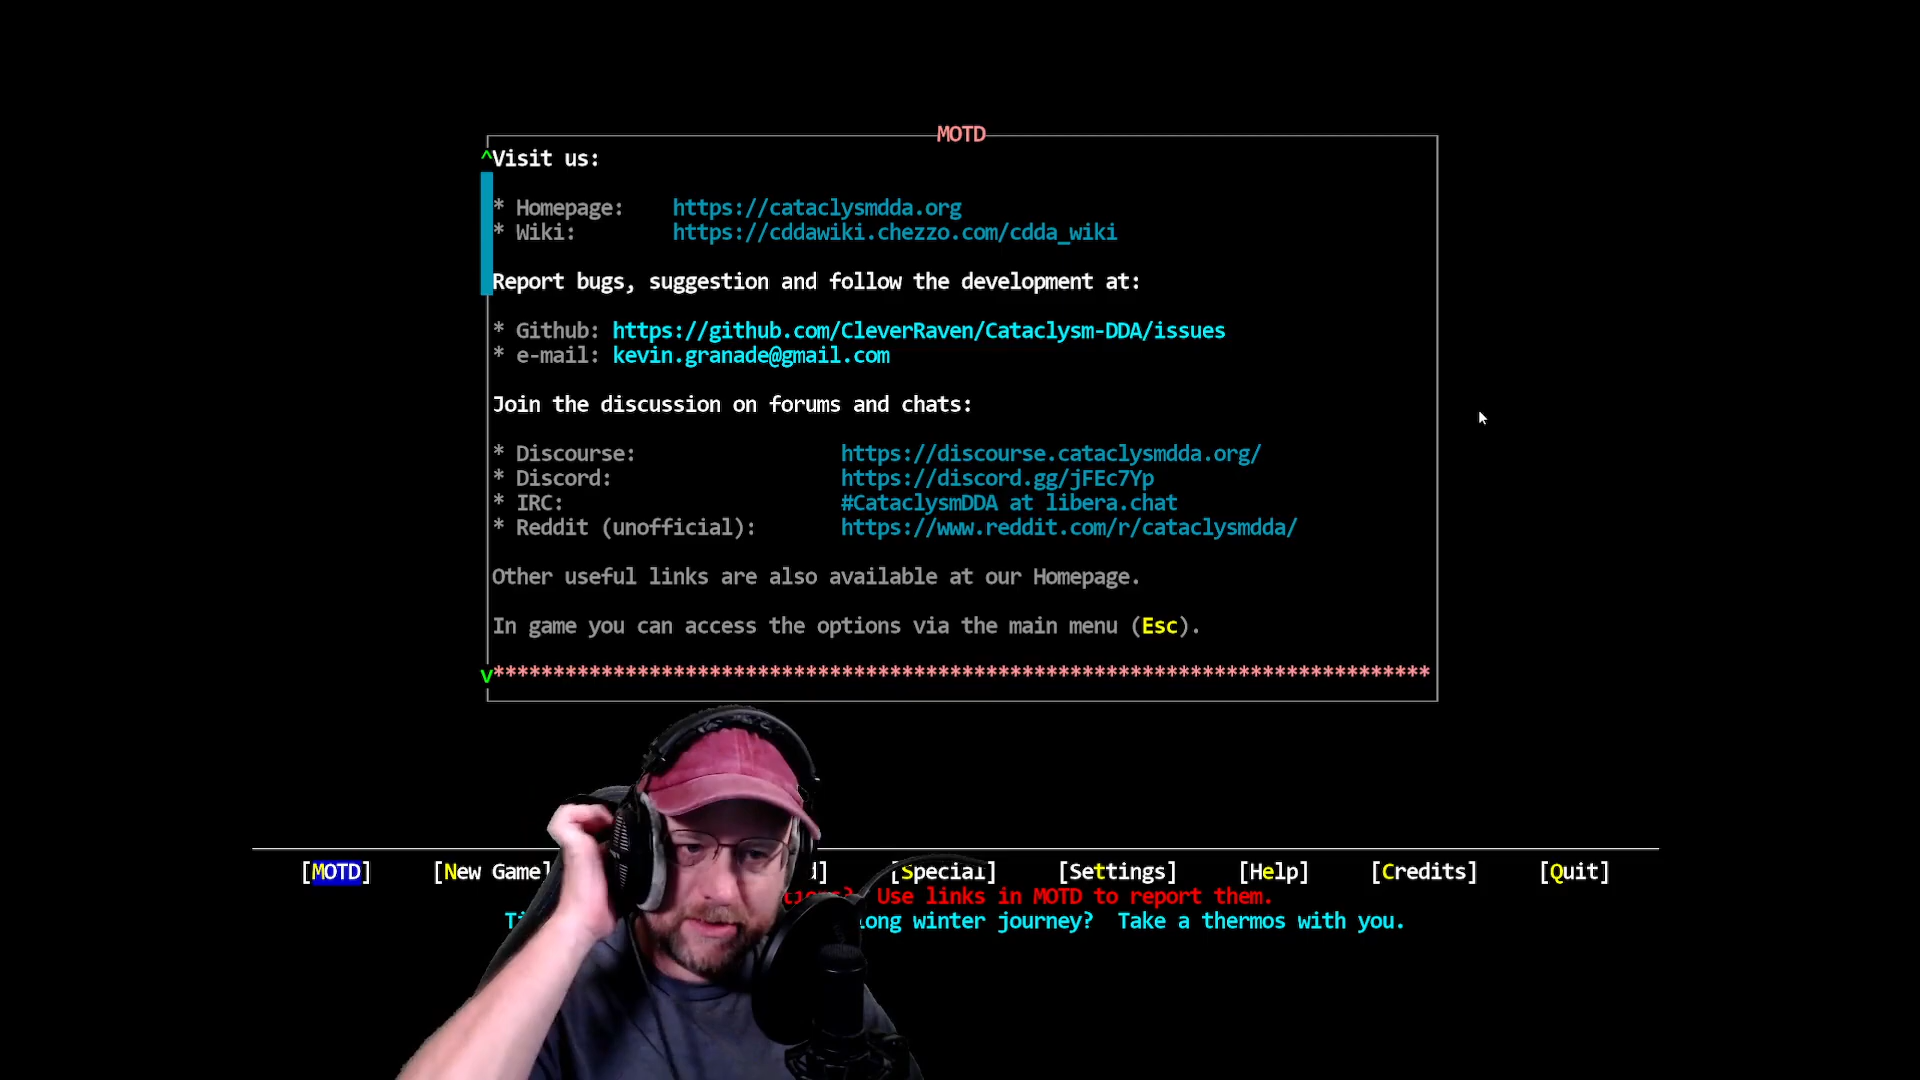 MOTD
^Visit us:
* Homepage: https://cataclysmdda.org
* Wiki: https://cddawiki.chezzo.com/cdda_wiki
Report bugs, suggestion and follow the development at:
* Github: https://github.com/CleverRaven/Cataclysm-DDA/issues
* e-mail: kevin.granade@gmail.com
Join the discussion on forums and chats:
* Discourse: https://discourse.cataclysmdda.org/
* Discord: https://discord.gg/jFEc7Yp
* IRC: #CataclysmDDA at libera.chat
* Reddit (unofficial): https://www.reddit.com/r/cataclysmdda/
Other useful links are also available at our Homepage.
In game you can access the options via the main menu (Esc).
v******************************************************************************
[MOTD] [New Game] [Special] [Settings] [Help] [Credits] [Quit]
Use links in MOTD to report them.
long winter journey? Take a thermos with you.